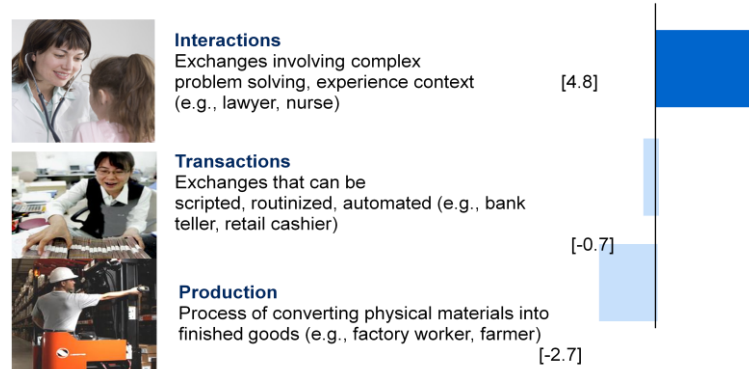 Interactions
Exchanges involving complex
problem solving, experience context
(e.g., lawyer, nurse)
[4.8]
Transactions
Exchanges that can be
scripted, routinized, automated (e.g., bank
teller, retail cashier)
[-0.7]
Production
Process of converting physical materials into
finished goods (e.g., factory worker, farmer)
[-2.7]